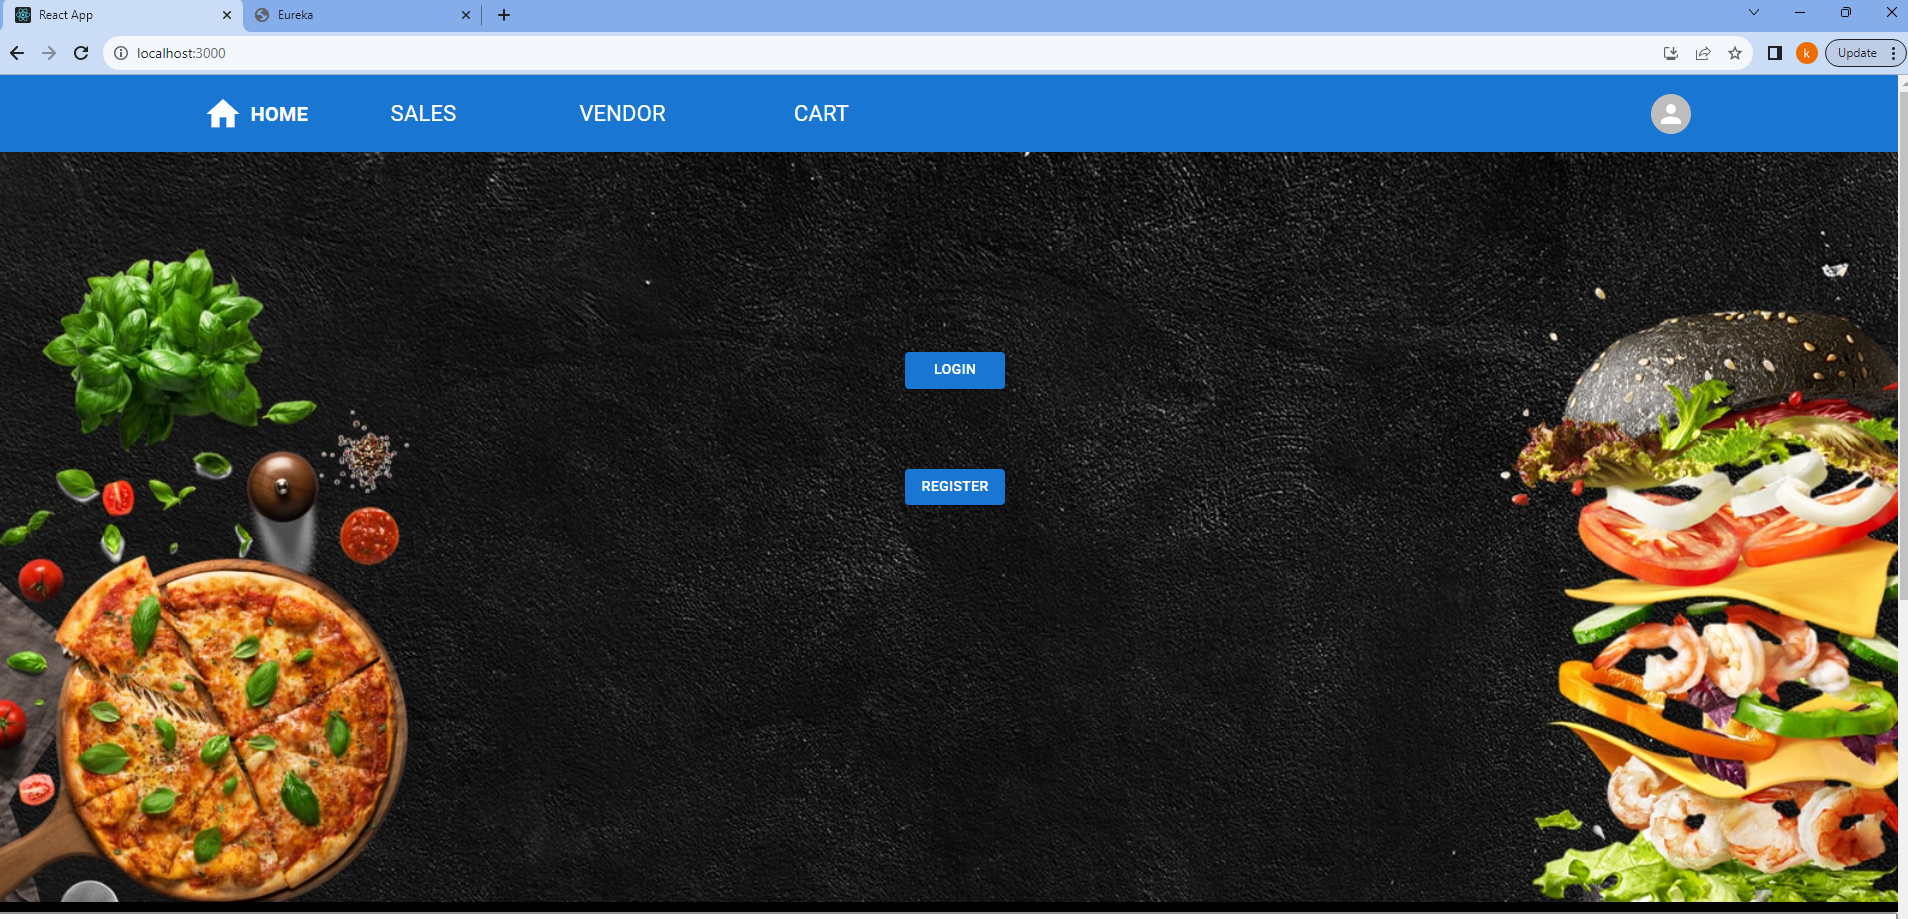 React App
Eureka
localhost:3000
k
Update
HOME
SALES
VENDOR
CART
LOGIN
REGISTER